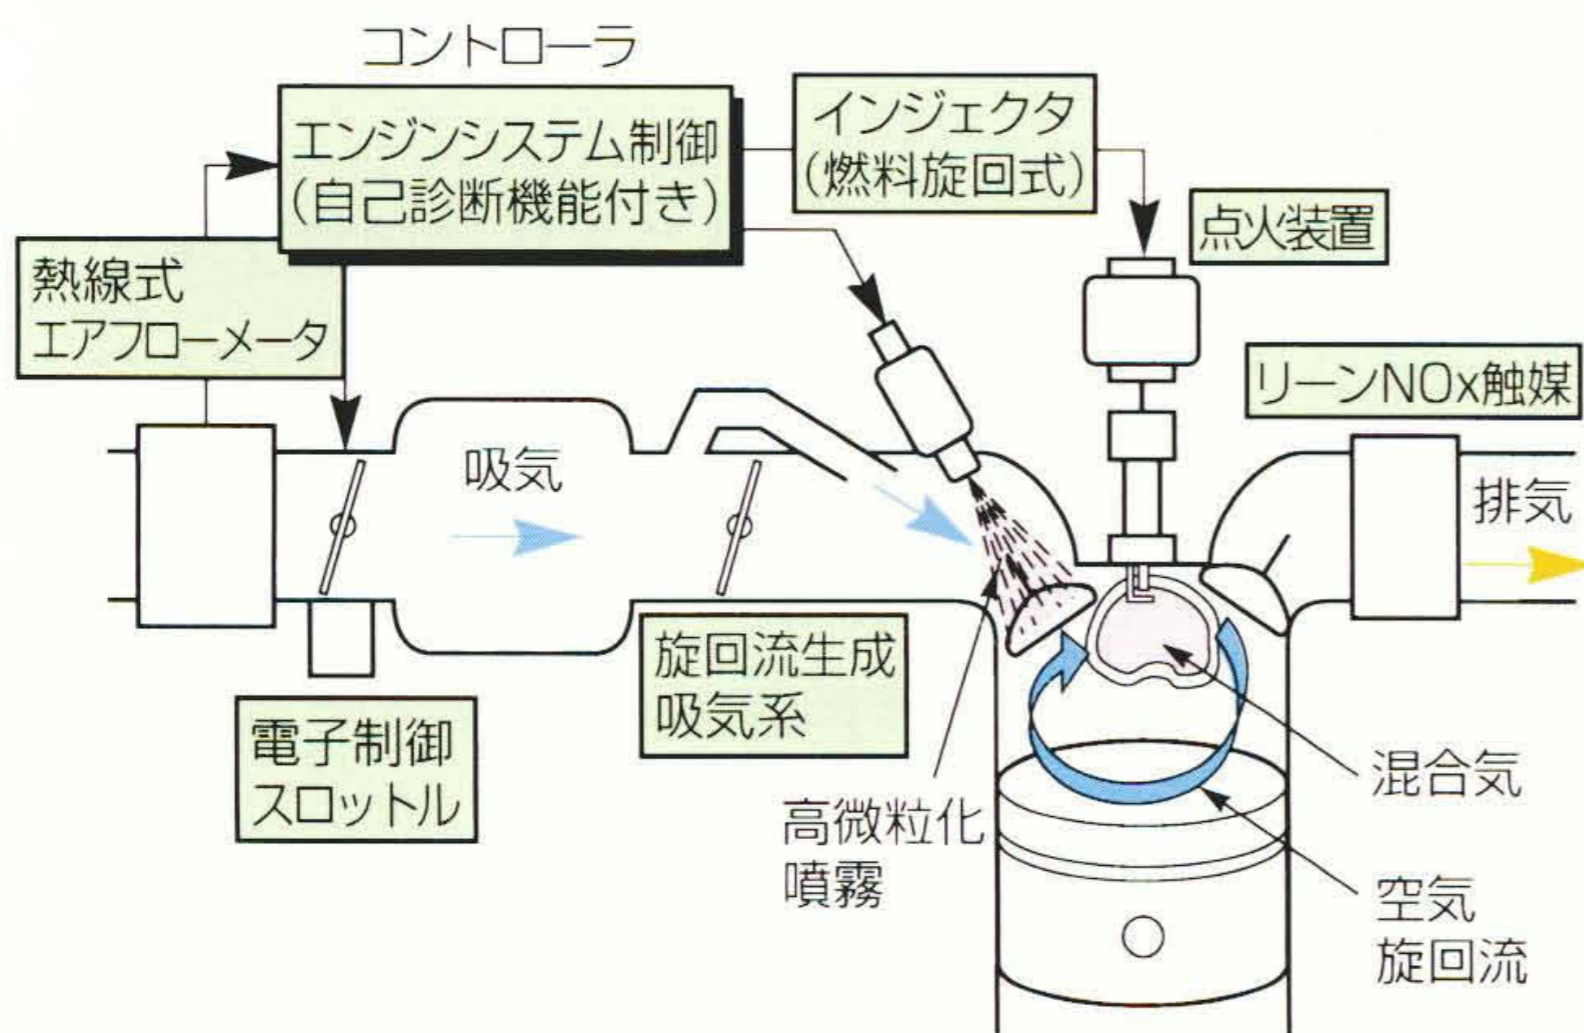 コントローラ
エンジンシステム制御
(自己診断機能付き)
インジェクタ
(燃料旋回式)
点火装置
熱線式
エアフローメータ
リーンNOx触媒
吸気
排気
旋回流生成
吸気系
電子制御
スロットル
高微粒化
噴霧
混合気
空気
旋回流